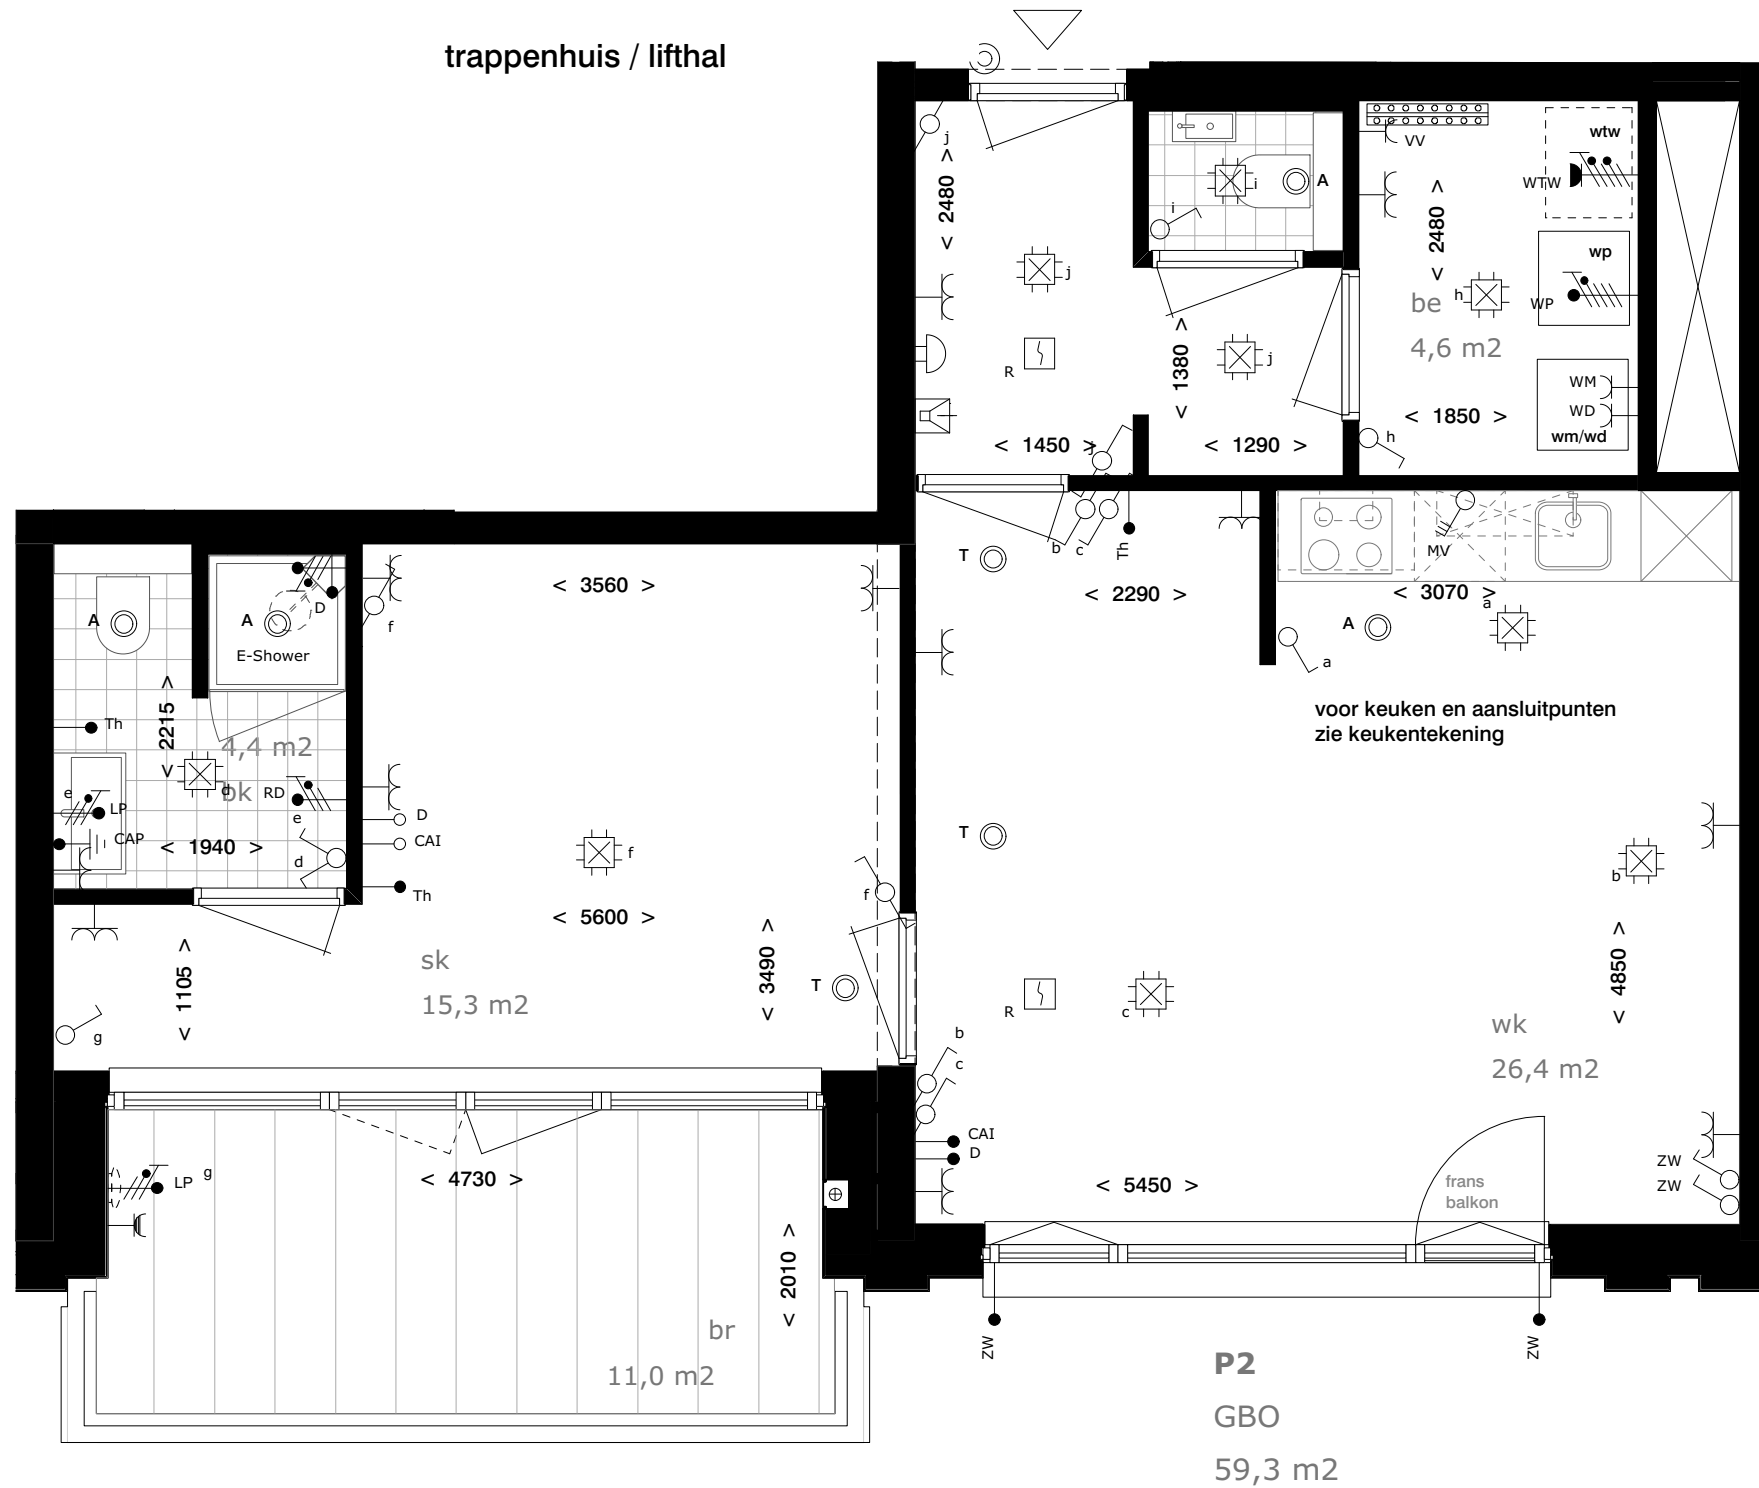 trappenhuis / lifthal
j
< 2480 >
i
A
i
VV
wtw
WTW
< 2480 >
wp
WP
h
be
4,6 m2
j
R
j
< 1380 >
WM
WD
wm/wd
< 1850 >
h
< 1450 >
j
< 1290 >
b
c
Th
T
MV
< 2290 >
< 3070 >
a
A
a
voor keuken en aansluitpunten
zie keukentekening
< 3560 >
f
A
A
D
E-Shower
< 2215 >
Th
4,4 m2
bk
d
RD
e
LP
CAP
e
< 1940 >
d
D
CAI
Th
f
f
< 5600 >
< 3490 >
T
sk
15,3 m2
< 1105 >
g
T
b
R
c
< 4850 >
wk
26,4 m2
b
c
CAI
D
< 5450 >
frans
balkon
ZW
ZW
LP
g
< 4730 >
< 2010 >
br
11,0 m2
ZW
ZW
P2
GBO
59,3 m2